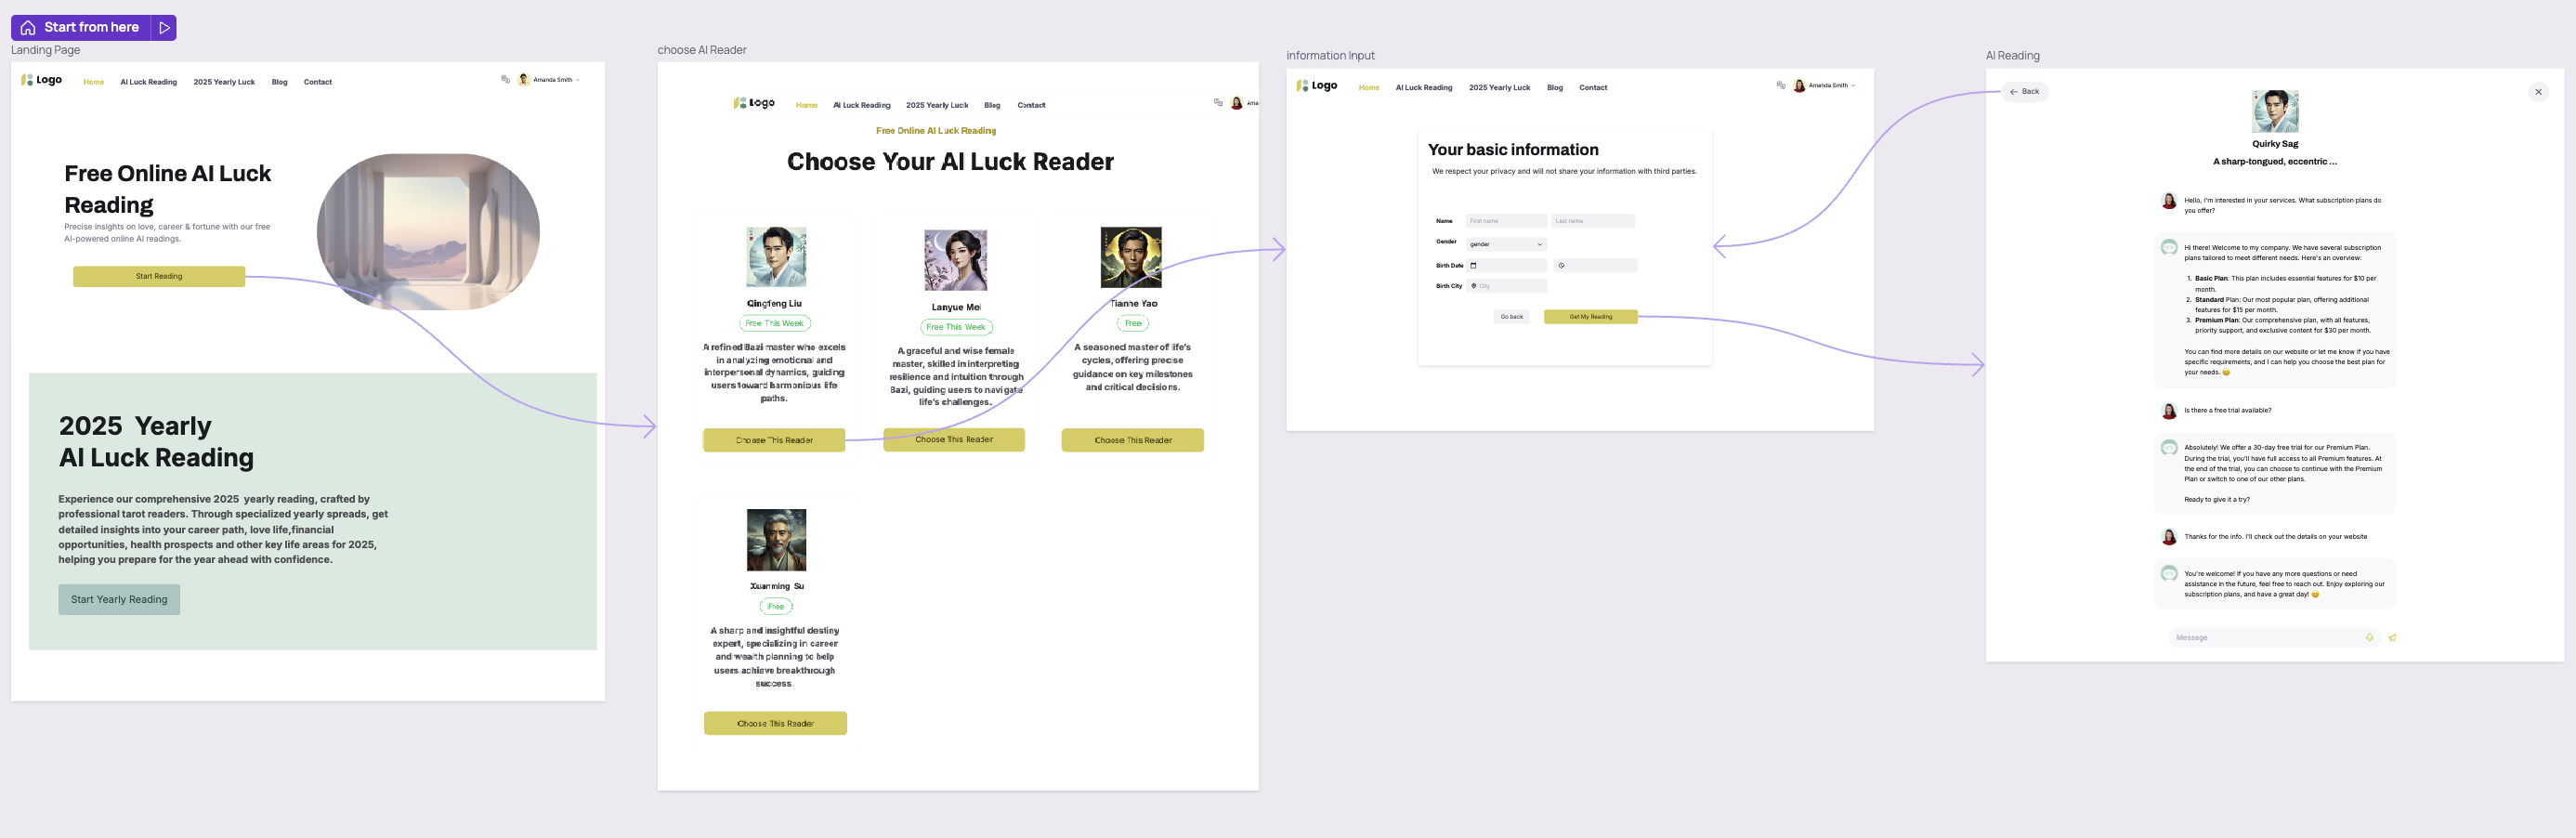 Start from here
Landing Page
Logo
Home
AI Luck Reading
2025 Yearly Luck
Blog
Contact
Amanda Smith
Free Online AI Luck
Reading
Precise insights on love, career & fortune with our free
AI-powered online AI readings.
Start Reading
2025 Yearly
AI Luck Reading
Experience our comprehensive 2025 yearly reading, crafted by
professional tarot readers. Through specialized yearly spreads, get
detailed insights into your career path, love life,financial
opportunities, health prospects and other key life areas for 2025,
helping you prepare for the year ahead with confidence.
Start Yearly Reading
choose AI Reader
Logo
Home
AI Luck Reading
2025 Yearly Luck
Blog
Contact
Ama
Free Online AI Luck Reading
Choose Your AI Luck Reader
Qingfeng Liu
Free This Week
A refined Bazi master who excels
in analyzing emotional and
interpersonal dynamics, guiding
users toward harmonious life
paths.
Choose This Reader
Lanyue Mei
Free This Week
A graceful and wise female
master, skilled in interpreting
resilience and intuition through
Bazi, guiding users to navigate
life's challenges.
Choose This Reader
Tianhe Yao
Free
A seasoned master of life's
cycles, offering precise
guidance on key milestones
and critical decisions.
Choose This Reader
Xuanming Su
Free
A sharp and insightful destiny
expert, specializing in career
and wealth planning to help
users achieve breakthrough
success.
Choose This Reader
information Input
Logo
Home
AI Luck Reading
2025 Yearly Luck
Blog
Contact
Amanda Smith
Your basic information
We respect your privacy and will not share your information with third parties.
Name
First name
Last name
Gender
gender
Birth Date
Birth City
City
Go back
Get My Reading
AI Reading
Back
Quirky Sag
A sharp-tongued, eccentric ...
Hello, I'm interested in your services. What subscription plans do
you offer?
Hi there! Welcome to my company. We have several subscription
plans tailored to meet different needs. Here's an overview:
1. Basic Plan: This plan includes essential features for $10 per
month.
2. Standard Plan: Our most popular plan, offering additional
features for $15 per month.
3. Premium Plan: Our comprehensive plan, with all features,
priority support, and exclusive content for $30 per month.
You can find more details on our website or let me know if you have
specific requirements, and I can help you choose the best plan for
your needs. 😊
Is there a free trial available?
Absolutely! We offer a 30-day free trial for our Premium Plan.
During the trial, you'll have full access to all Premium features. At
the end of the trial, you can choose to continue with the Premium
Plan or switch to one of our other plans.
Ready to give it a try?
Thanks for the info. I'll check out the details on your website
You're welcome! If you have any more questions or need
assistance in the future, feel free to reach out. Enjoy exploring our
subscription plans, and have a great day! 😊
Message